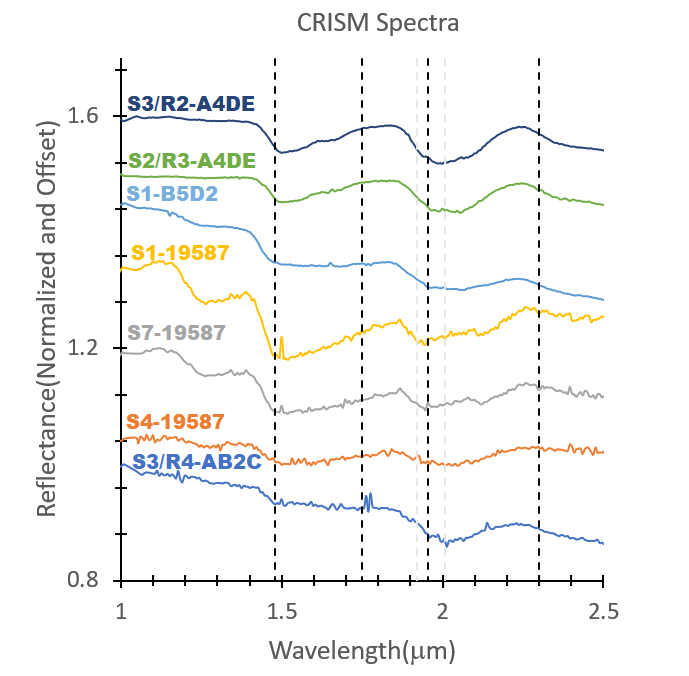 CRISM Spectra
Reflectance(Normalized and Offset)
1.6
1.2
0.8
S3/R2-A4DE
S2/R3-A4DE
S1-B5D2
S1-19587
S7-19587
S4-19587
S3/R4-AB2C
1 1.5 2 2.5
Wavelength(μm)